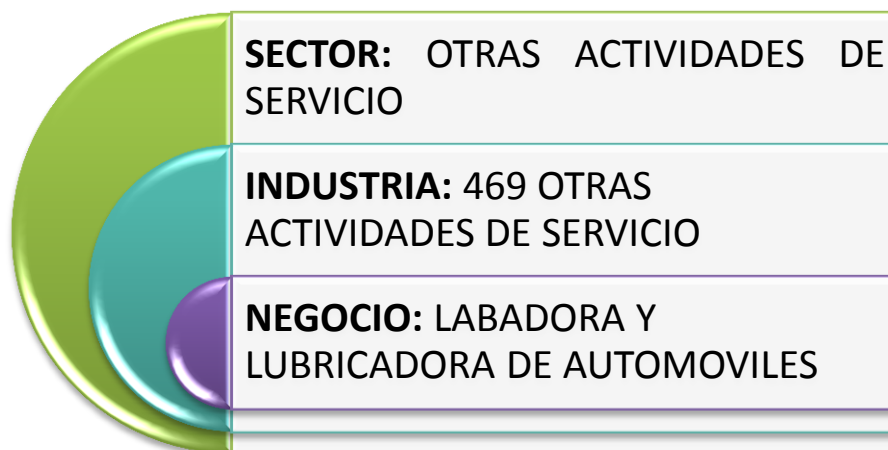 SECTOR: OTRAS ACTIVIDADES DE
SERVICIO
INDUSTRIA: 469 OTRAS
ACTIVIDADES DE SERVICIO
NEGOCIO: LABADORA Y
LUBRICADORA DE AUTOMOVILES